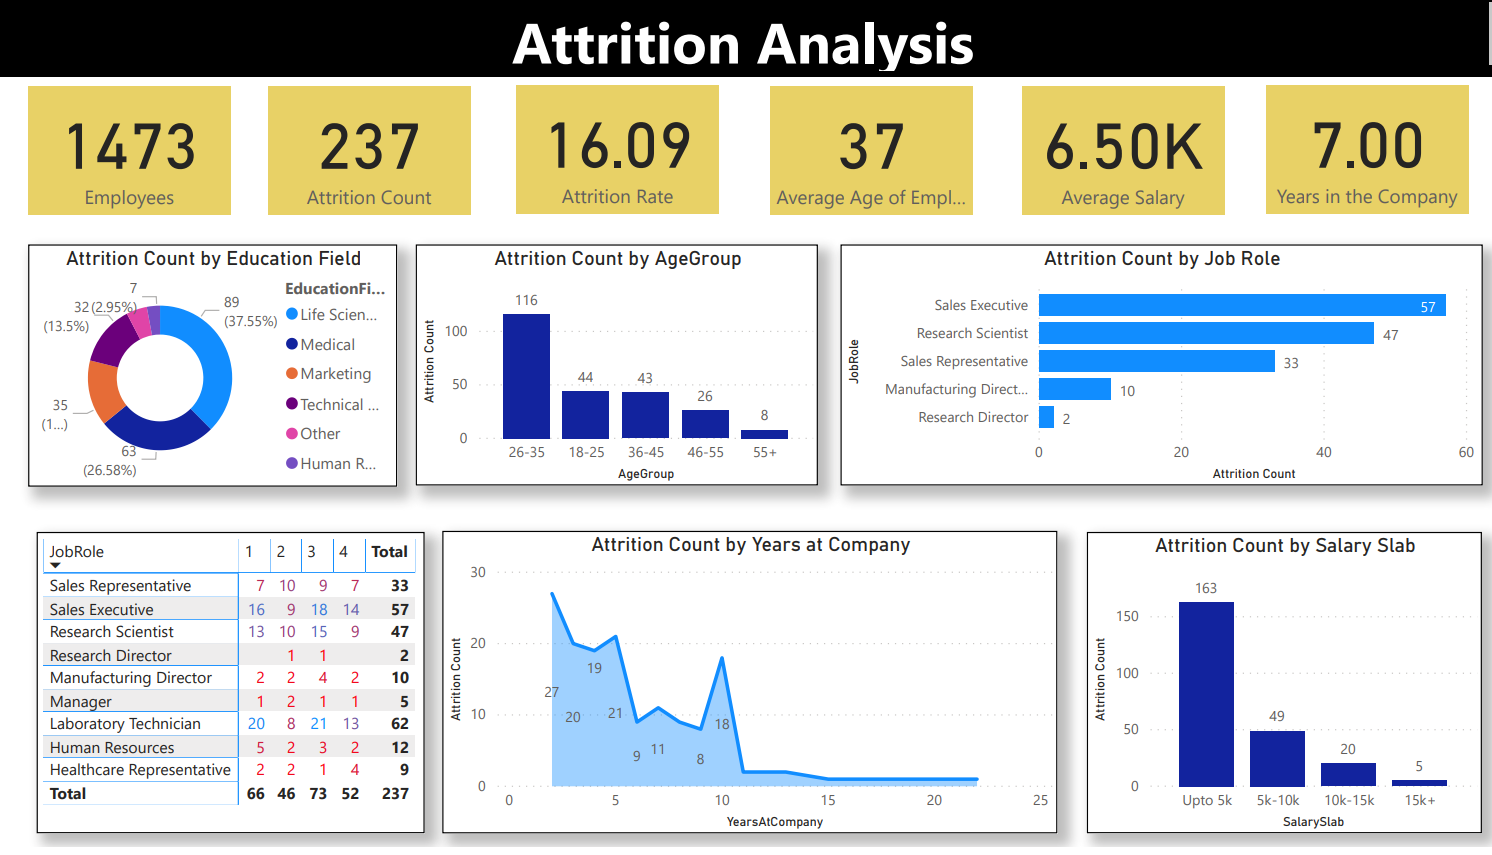 Attrition Analysis
1473
Employees
237
Attrition Count
16.09
Attrition Rate
37
Average Age of Empl...
6.50K
Average Salary
7.00
Years in the Company
Attrition Count by Education Field
7
(2.95%)
32
(13.5%)
35
(1...)
63
(26.58%)
89
(37.55%)
EducationFi...
Life Scien...
Medical
Marketing
Technical ...
Other
Human R...
Attrition Count by AgeGroup
Attrition Count
100
50
0
116
44
43
26
8
26-35 18-25 36-45 46-55 55+
AgeGroup
Attrition Count by Job Role
JobRole
Sales Executive 57
Research Scientist 47
Sales Representative 33
Manufacturing Direct... 10
Research Director 2
0 20 40 60
Attrition Count
JobRole 1 2 3 4 Total
Sales Representative 7 10 9 7 33
Sales Executive 16 9 18 14 57
Research Scientist 13 10 15 9 47
Research Director 1 1 2
Manufacturing Director 2 2 4 2 10
Manager 1 2 1 1 5
Laboratory Technician 20 8 21 13 62
Human Resources 5 2 3 2 12
Healthcare Representative 2 2 1 4 9
Total 66 46 73 52 237
Attrition Count by Years at Company
Attrition Count
30
20
10
0
27
20
19
21
9
11
8
18
0 5 10 15 20 25
YearsAtCompany
Attrition Count by Salary Slab
Attrition Count
150
100
50
0
163
49
20
5
Upto 5k 5k-10k 10k-15k 15k+
SalarySlab